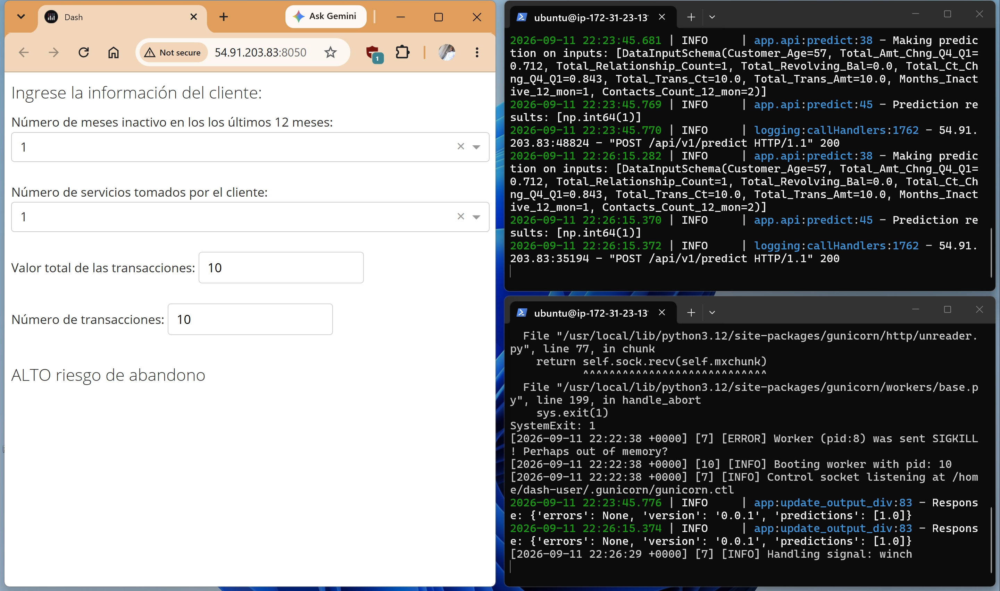 Dash
Ask Gemini
Not secure
54.91.203.83:8050
1
Ingrese la información del cliente:
Número de meses inactivo en los los últimos 12 meses:
1
Número de servicios tomados por el cliente:
1
Valor total de las transacciones: 10
Número de transacciones: 10
ALTO riesgo de abandono
ubuntu@ip-172-31-23-13
2026-09-11 22:23:45.681 | INFO     | app.api:predict:38 - Making predic
tion on inputs: [DataInputSchema(Customer_Age=57, Total_Amt_Chng_Q4_Q1=
0.712, Total_Relationship_Count=1, Total_Revolving_Bal=0.0, Total_Ct_Ch
ng_Q4_Q1=0.843, Total_Trans_Ct=10.0, Total_Trans_Amt=10.0, Months_Inact
ive_12_mon=1, Contacts_Count_12_mon=2)]
2026-09-11 22:23:45.769 | INFO     | app.api:predict:45 - Prediction re
sults: [np.int64(1)]
2026-09-11 22:23:45.770 | INFO     | logging:callHandlers:1762 - 54.91.
203.83:48824 - "POST /api/v1/predict HTTP/1.1" 200
2026-09-11 22:26:15.282 | INFO     | app.api:predict:38 - Making predic
tion on inputs: [DataInputSchema(Customer_Age=57, Total_Amt_Chng_Q4_Q1=
0.712, Total_Relationship_Count=1, Total_Revolving_Bal=0.0, Total_Ct_Ch
ng_Q4_Q1=0.843, Total_Trans_Ct=10.0, Total_Trans_Amt=10.0, Months_Inact
ive_12_mon=1, Contacts_Count_12_mon=2)]
2026-09-11 22:26:15.370 | INFO     | app.api:predict:45 - Prediction re
sults: [np.int64(1)]
2026-09-11 22:26:15.372 | INFO     | logging:callHandlers:1762 - 54.91.
203.83:35194 - "POST /api/v1/predict HTTP/1.1" 200
ubuntu@ip-172-31-23-13
  File "/usr/local/lib/python3.12/site-packages/gunicorn/http/unreader.
py", line 77, in chunk
    return self.sock.recv(self.mxchunk)
           ^^^^^^^^^^^^^^^^^^^^^^^^^^^^
  File "/usr/local/lib/python3.12/site-packages/gunicorn/workers/base.p
y", line 199, in handle_abort
    sys.exit(1)
SystemExit: 1
[2026-09-11 22:22:38 +0000] [7] [ERROR] Worker (pid:8) was sent SIGKILL
! Perhaps out of memory?
[2026-09-11 22:22:38 +0000] [10] [INFO] Booting worker with pid: 10
[2026-09-11 22:22:38 +0000] [7] [INFO] Control socket listening at /hom
e/dash-user/.gunicorn/gunicorn.ctl
2026-09-11 22:23:45.776 | INFO     | app:update_output_div:83 - Respons
e: {'errors': None, 'version': '0.0.1', 'predictions': [1.0]}
2026-09-11 22:26:15.374 | INFO     | app:update_output_div:83 - Respons
e: {'errors': None, 'version': '0.0.1', 'predictions': [1.0]}
[2026-09-11 22:26:29 +0000] [7] [INFO] Handling signal: winch